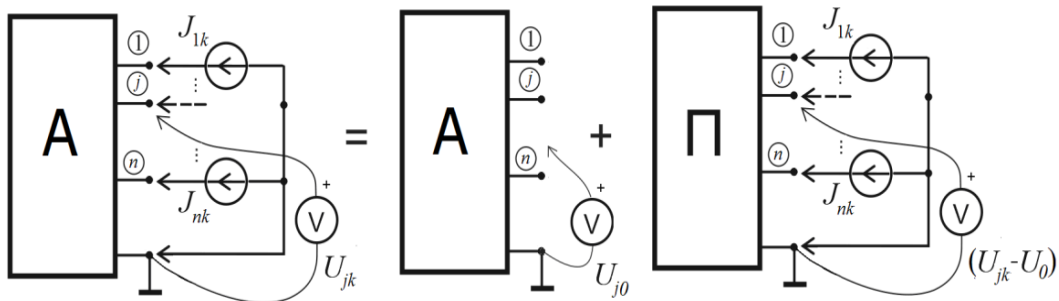 ① J₁ₖ
ⓙ
A
ⓝ
Jₙₖ
+
V
Uⱼₖ
=
①
ⓙ
A
ⓝ
+
V
Uⱼ₀
+
① J₁ₖ
ⓙ
П
ⓝ
Jₙₖ
+
V
(Uⱼₖ-U₀)